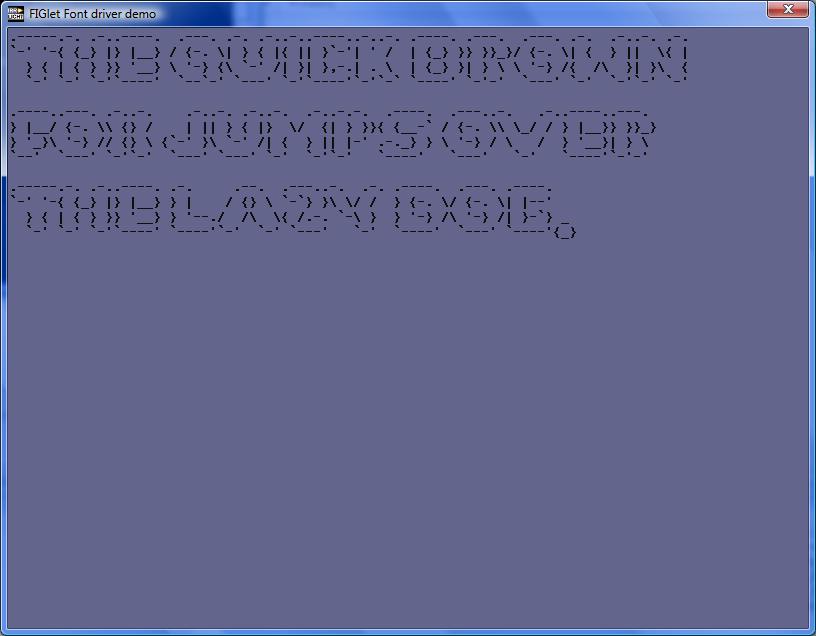 FIGlet Font driver demo
THE QUICK BROWN
FOX JUMPS OVER
THE LAZY DOG.